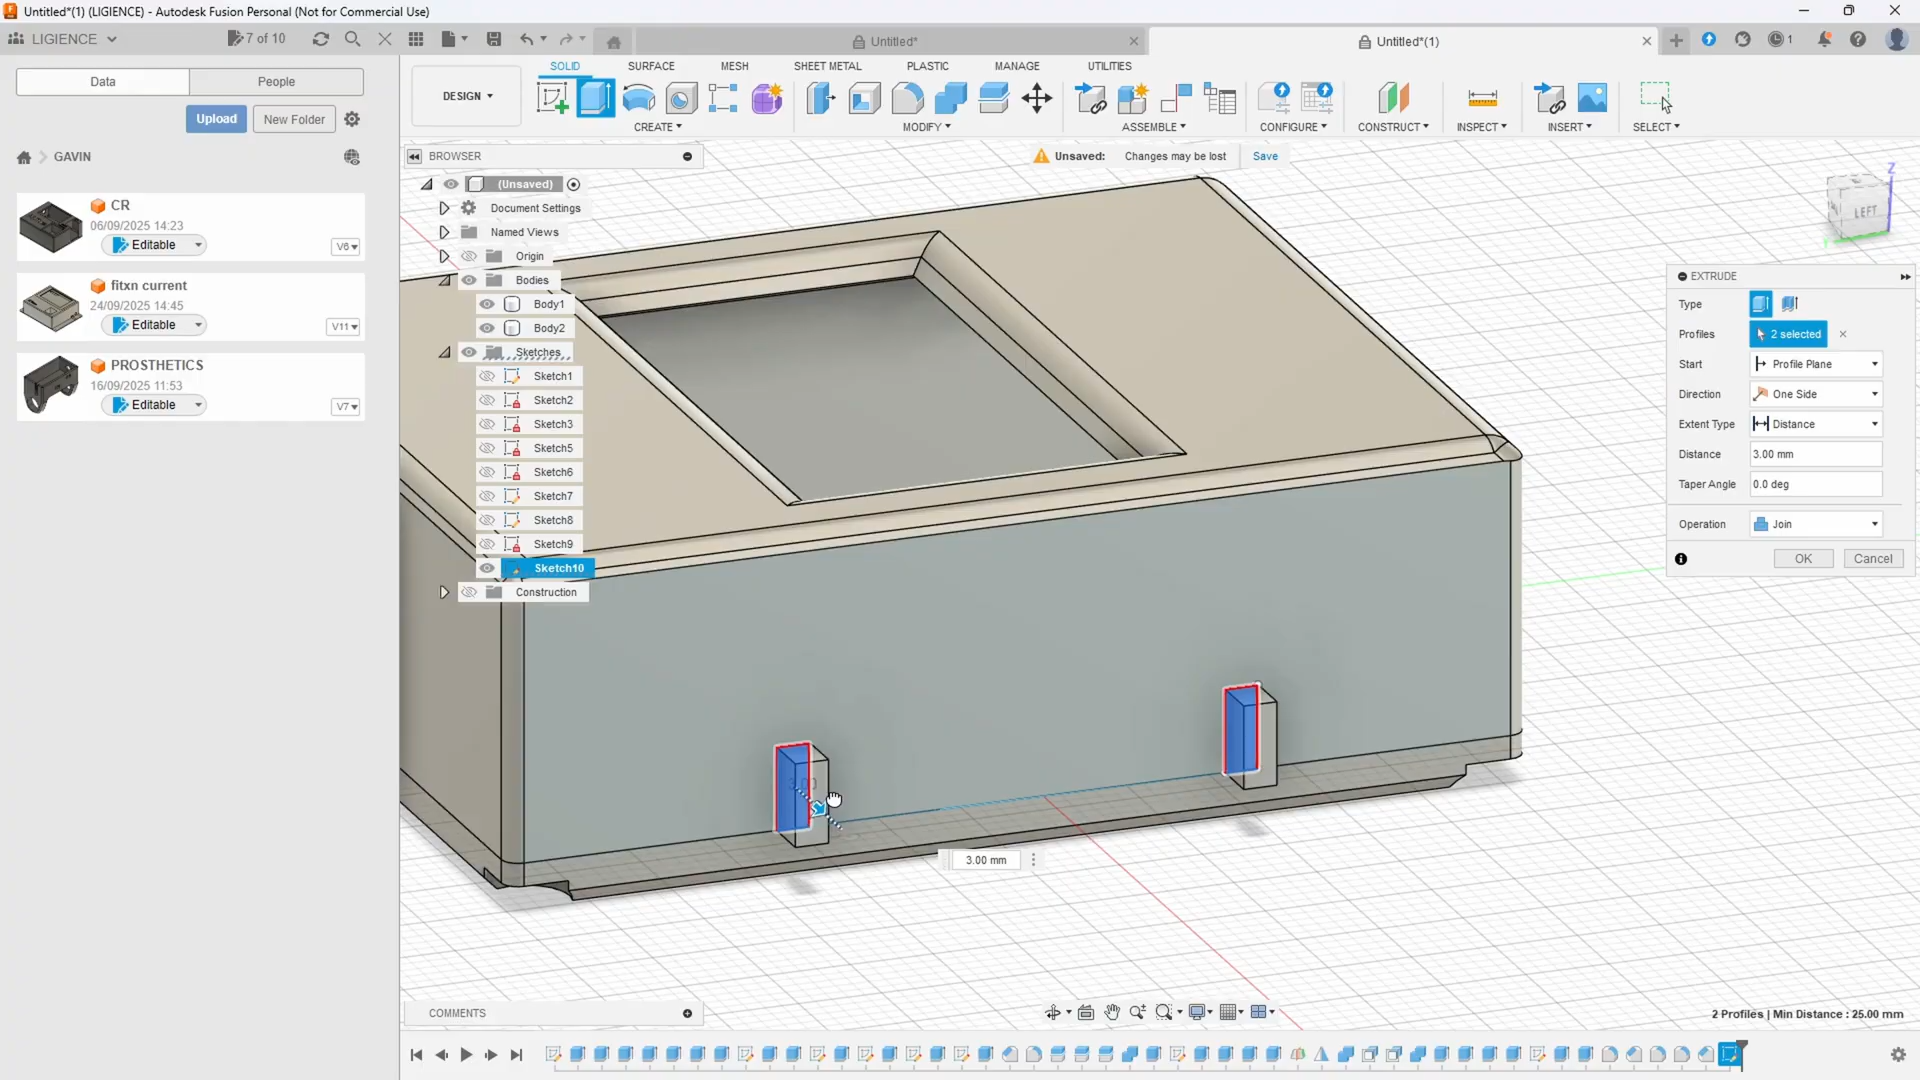 Untitled*(1) (LIGIENCE) - Autodesk Fusion Personal (Not for Commercial Use)
LIGIENCE
7 of 10
Untitled*
Untitled*(1)
1
Data
People
Upload
New Folder
GAVIN
CR
06/09/2025 14:23
Editable
V6
fitxn current
24/09/2025 14:45
Editable
V11
PROSTHETICS
16/09/2025 11:53
Editable
V7
SOLID
SURFACE
MESH
SHEET METAL
PLASTIC
MANAGE
UTILITIES
DESIGN
CREATE
MODIFY
ASSEMBLE
CONFIGURE
CONSTRUCT
INSPECT
INSERT
SELECT
BROWSER
Unsaved: Changes may be lost Save
(Unsaved)
Document Settings
Named Views
Origin
Bodies
Body1
Body2
Sketches
Sketch1
Sketch2
Sketch3
Sketch5
Sketch6
Sketch7
Sketch8
Sketch9
Sketch10
Construction
Z
LEFT
EXTRUDE
Type
Profiles 2 selected
Start Profile Plane
Direction One Side
Extent Type Distance
Distance 3.00 mm
Taper Angle 0.0 deg
Operation Join
OK Cancel
3.00
3.00 mm
COMMENTS
2 Profiles | Min Distance : 25.00 mm